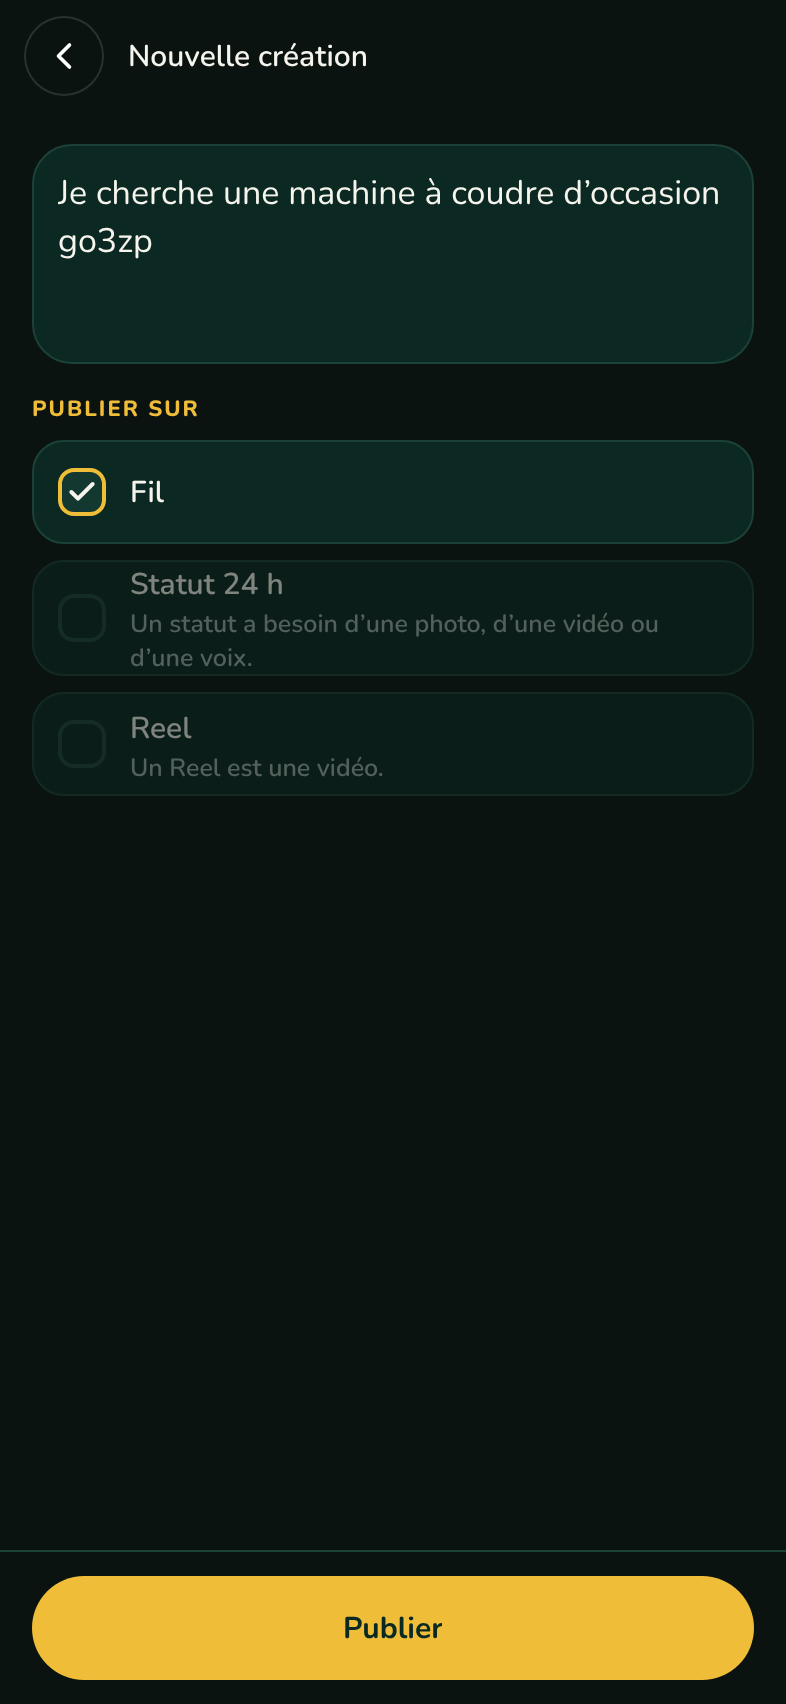 Nouvelle création
Je cherche une machine à coudre d’occasion
go3zp
PUBLIER SUR
Fil
Statut 24 h
Un statut a besoin d’une photo, d’une vidéo ou
d’une voix.
Reel
Un Reel est une vidéo.
Publier